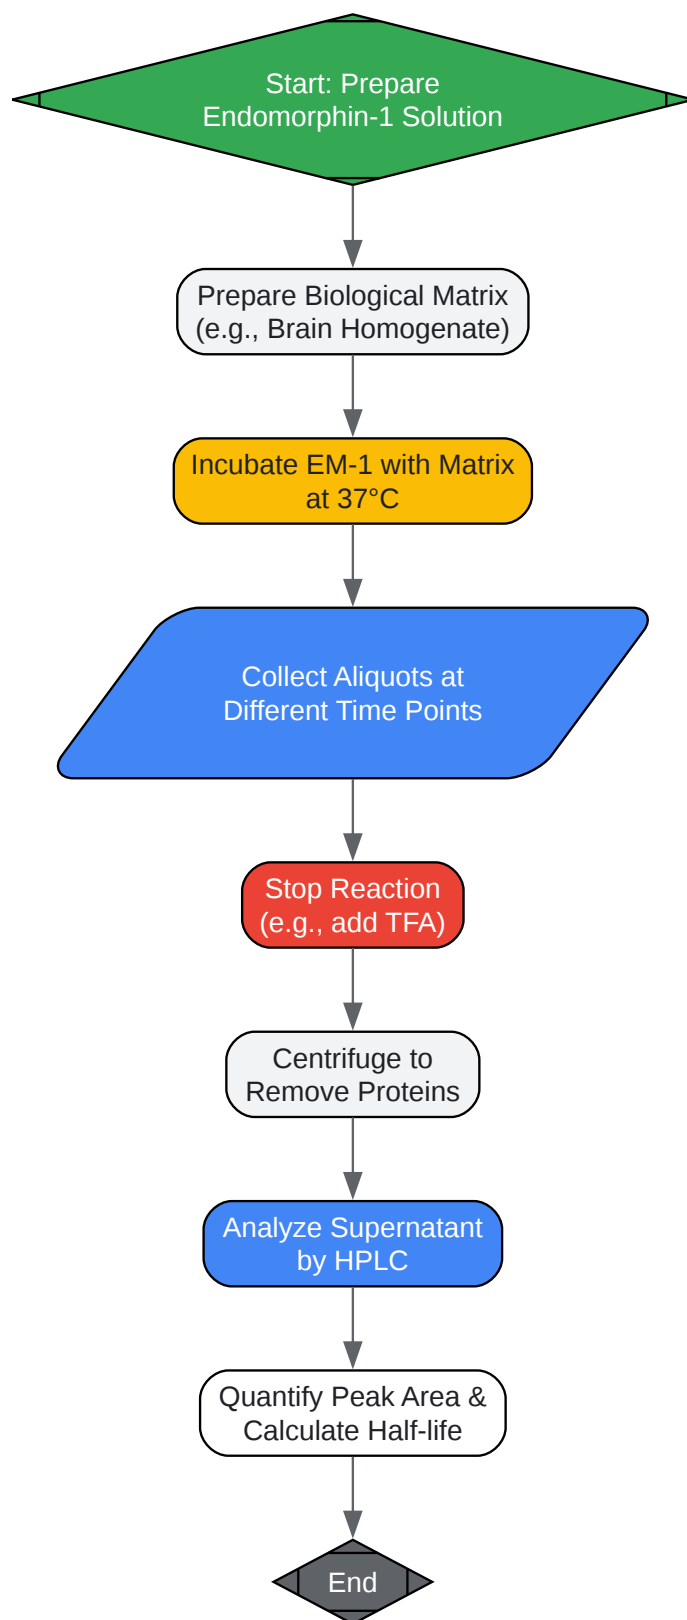 Start: Prepare
Endomorphin-1 Solution
Prepare Biological Matrix
(e.g., Brain Homogenate)
Incubate EM-1 with Matrix
at 37°C
Collect Aliquots at
Different Time Points
Stop Reaction
(e.g., add TFA)
Centrifuge to
Remove Proteins
Analyze Supernatant
by HPLC
Quantify Peak Area &
Calculate Half-life
End